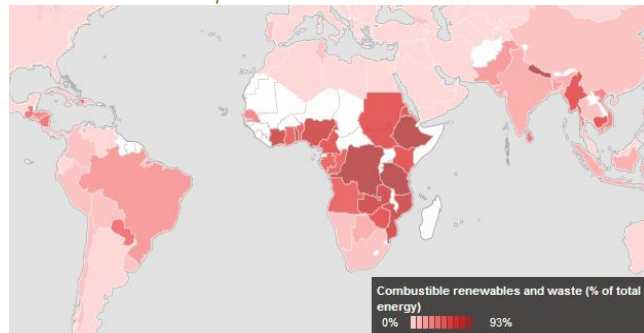 Combustible renewables and waste (% of total
energy)
0%
93%